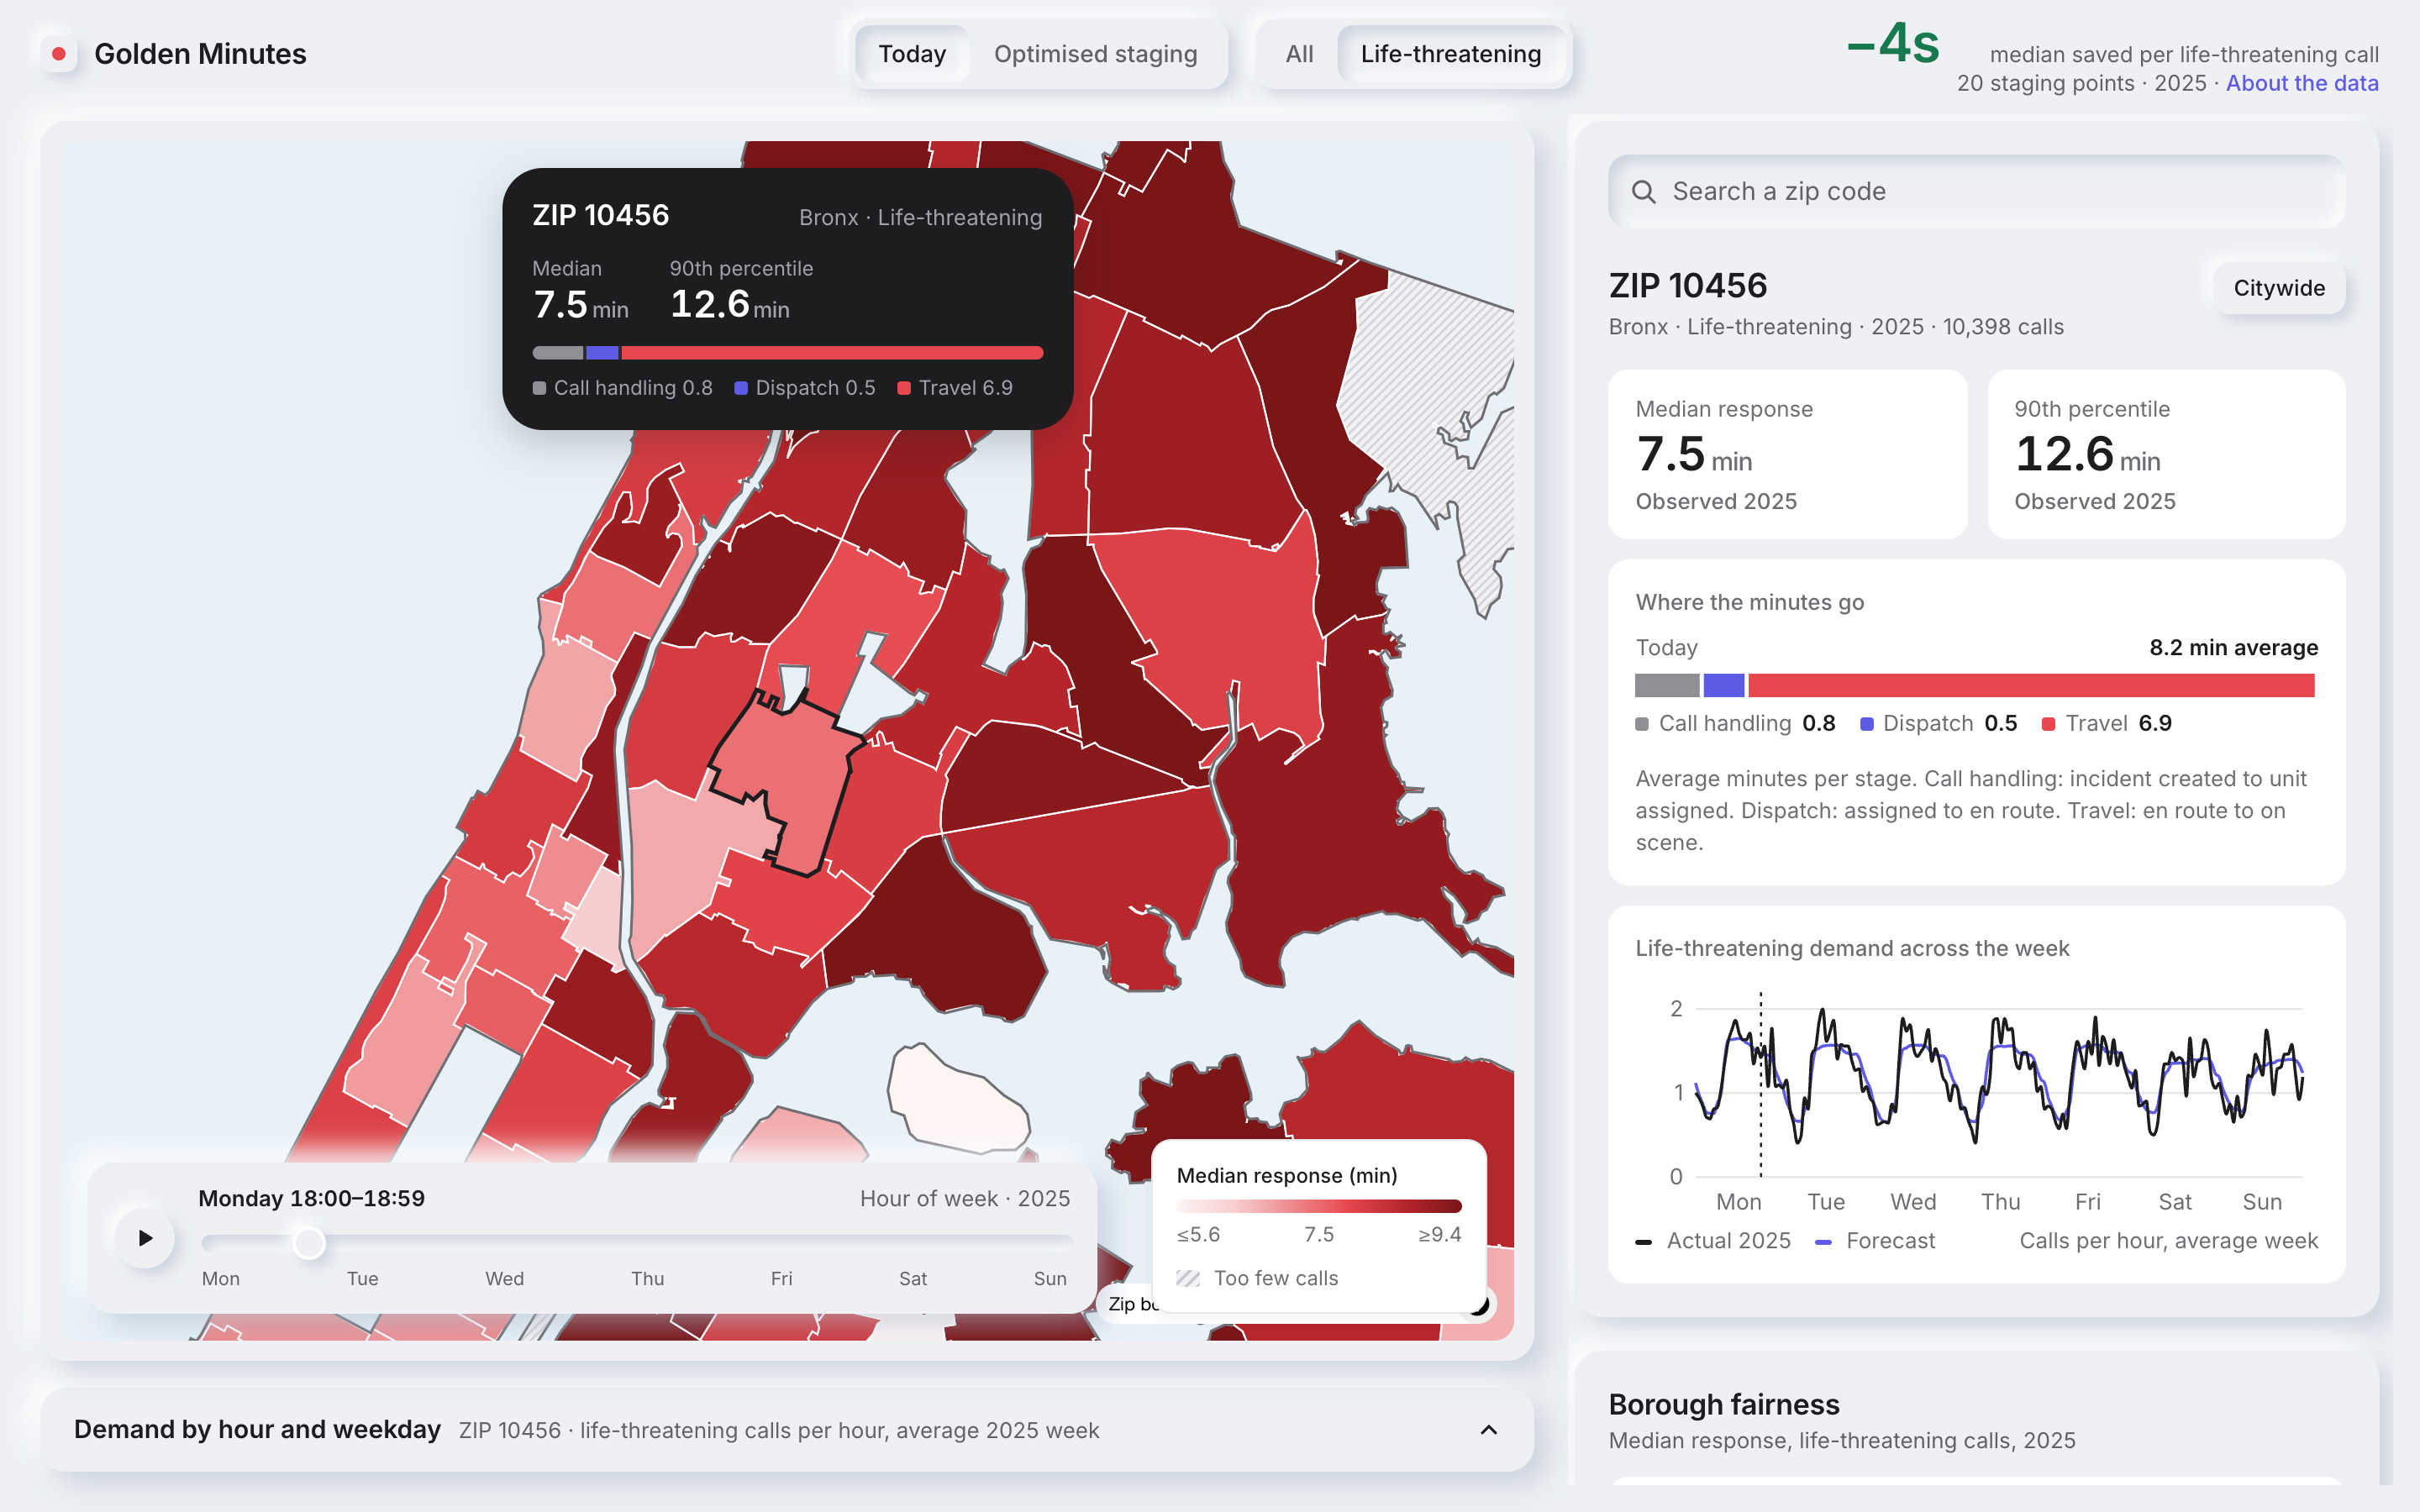 Golden Minutes
Today
Optimised staging
All
Life-threatening
−4s
median saved per life-threatening call
20 staging points · 2025 · About the data
ZIP 10456
Bronx · Life-threatening
Median
90th percentile
7.5 min
12.6 min
Call handling 0.8
Dispatch 0.5
Travel 6.9
Monday 18:00–18:59
Hour of week · 2025
Mon Tue Wed Thu Fri Sat Sun
Median response (min)
≤5.6 7.5 ≥9.4
Too few calls
Zip
Demand by hour and weekday
ZIP 10456 · life-threatening calls per hour, average 2025 week
Search a zip code
ZIP 10456
Citywide
Bronx · Life-threatening · 2025 · 10,398 calls
Median response
7.5 min
Observed 2025
90th percentile
12.6 min
Observed 2025
Where the minutes go
Today
8.2 min average
Call handling 0.8
Dispatch 0.5
Travel 6.9
Average minutes per stage. Call handling: incident created to unit
assigned. Dispatch: assigned to en route. Travel: en route to on
scene.
Life-threatening demand across the week
2
1
0
Mon Tue Wed Thu Fri Sat Sun
Actual 2025
Forecast
Calls per hour, average week
Borough fairness
Median response, life-threatening calls, 2025